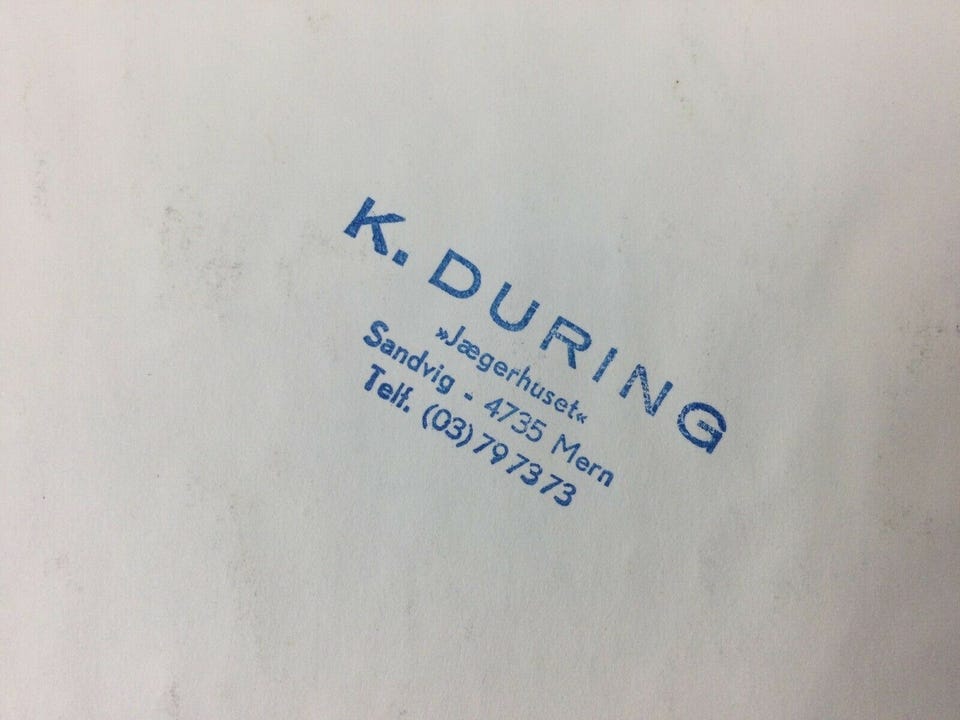 K. DURING
»Jægerhuset«
Sandvig - 4735 Mern
Telf. (03) 79 73 73